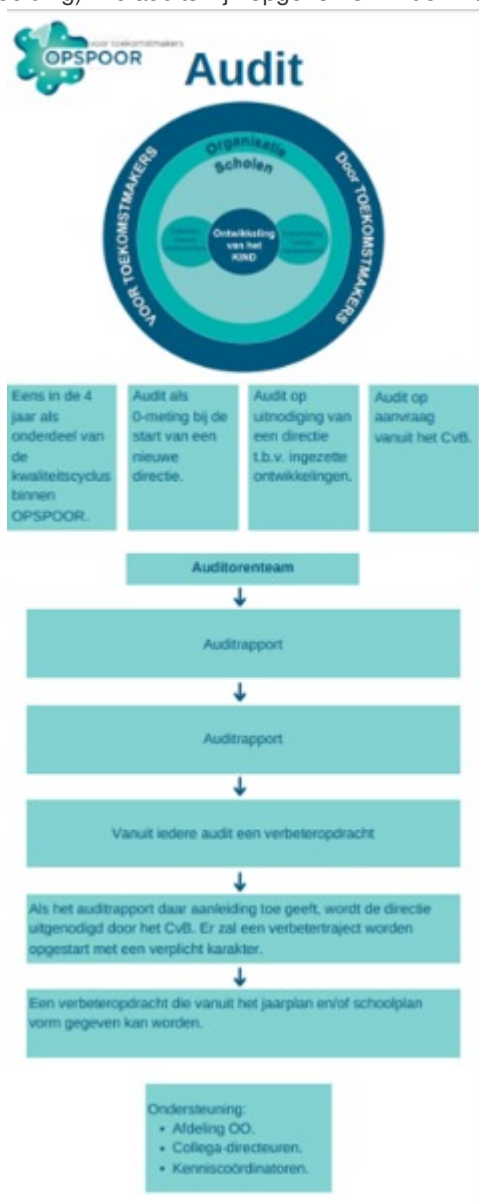 voor toekomstmakers
OPSPOOR
Audit
VOOR TOEKOMSTMAKERS
Door TOEKOMSTMAKERS
Organisatie
Scholen
Ontwikkeling
van het
KIND
Eens in de 4
jaar als
onderdeel van
de
kwaliteitscyclus
binnen
OPSPOOR.
Audit als
0-meting bij de
start van een
nieuwe
directie.
Audit op
uitnodiging van
een directie
t.b.v. ingezette
ontwikkelingen.
Audit op
aanvraag
vanuit het CvB.
Auditorenteam
Auditrapport
Auditrapport
Vanuit iedere audit een verbeteropdracht
Als het auditrapport daar aanleiding toe geeft, wordt de directie
uitgenodigd door het CvB. Er zal een verbetertraject worden
opgestart met een verplicht karakter.
Een verbeteropdracht die vanuit het jaarplan en/of schoolplan
vorm gegeven kan worden.
Ondersteuning:
• Afdeling OO.
• Collega-directeuren.
• Kenniscoördinatoren.